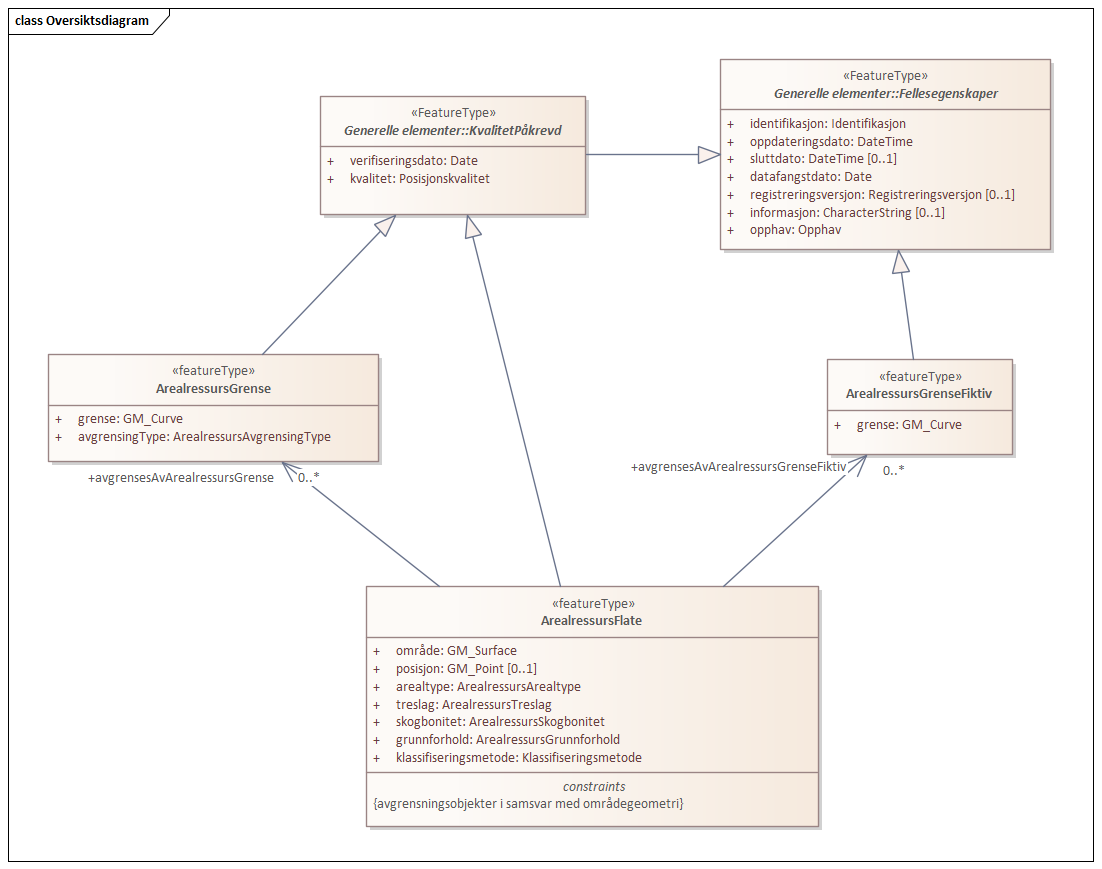 class Oversiktsdiagram
«FeatureType»
Generelle elementer::KvalitetPåkrevd
+ verifiseringsdato: Date
+ kvalitet: Posisjonskvalitet
«FeatureType»
Generelle elementer::Fellesegenskaper
+ identifikasjon: Identifikasjon
+ oppdateringsdato: DateTime
+ sluttdato: DateTime [0..1]
+ datafangstdato: Date
+ registreringsversjon: Registreringsversjon [0..1]
+ informasjon: CharacterString [0..1]
+ opphav: Opphav
«featureType»
ArealressursGrense
+ grense: GM_Curve
+ avgrensingType: ArealressursAvgrensingType
«featureType»
ArealressursGrenseFiktiv
+ grense: GM_Curve
+avgrensesAvArealressursGrense 0..*
+avgrensesAvArealressursGrenseFiktiv 0..*
«featureType»
ArealressursFlate
+ område: GM_Surface
+ posisjon: GM_Point [0..1]
+ arealtype: ArealressursArealtype
+ treslag: ArealressursTreslag
+ skogbonitet: ArealressursSkogbonitet
+ grunnforhold: ArealressursGrunnforhold
+ klassifiseringsmetode: Klassifiseringsmetode
constraints
{avgrensningsobjekter i samsvar med områdegeometri}